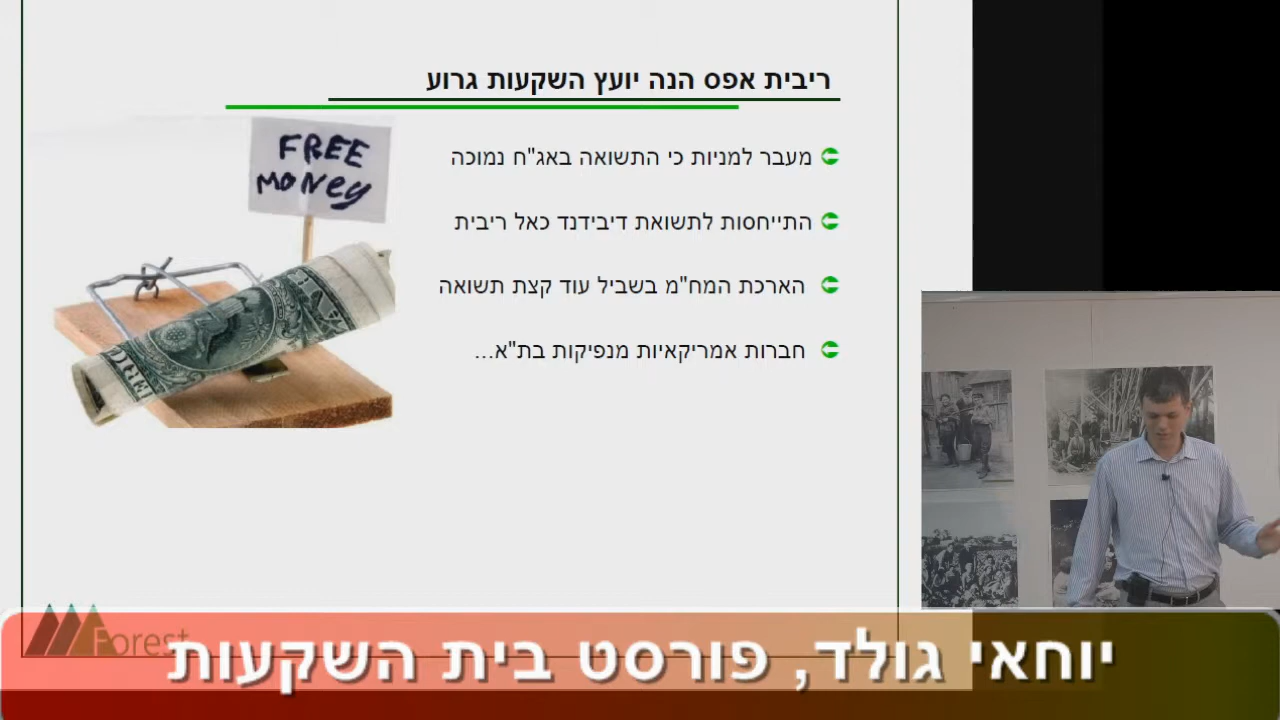 ריבית אפס הנה יועץ השקעות גרוע
FREE
MONEY
מעבר למניות כי התשואה באג"ח נמוכה
התייחסות לתשואת דיבידנד כאל ריבית
הארכת המח"מ בשביל עוד קצת תשואה
חברות אמריקאיות מנפיקות בת"א...
Forest
יוחאי גולד, פורסט בית השקעות